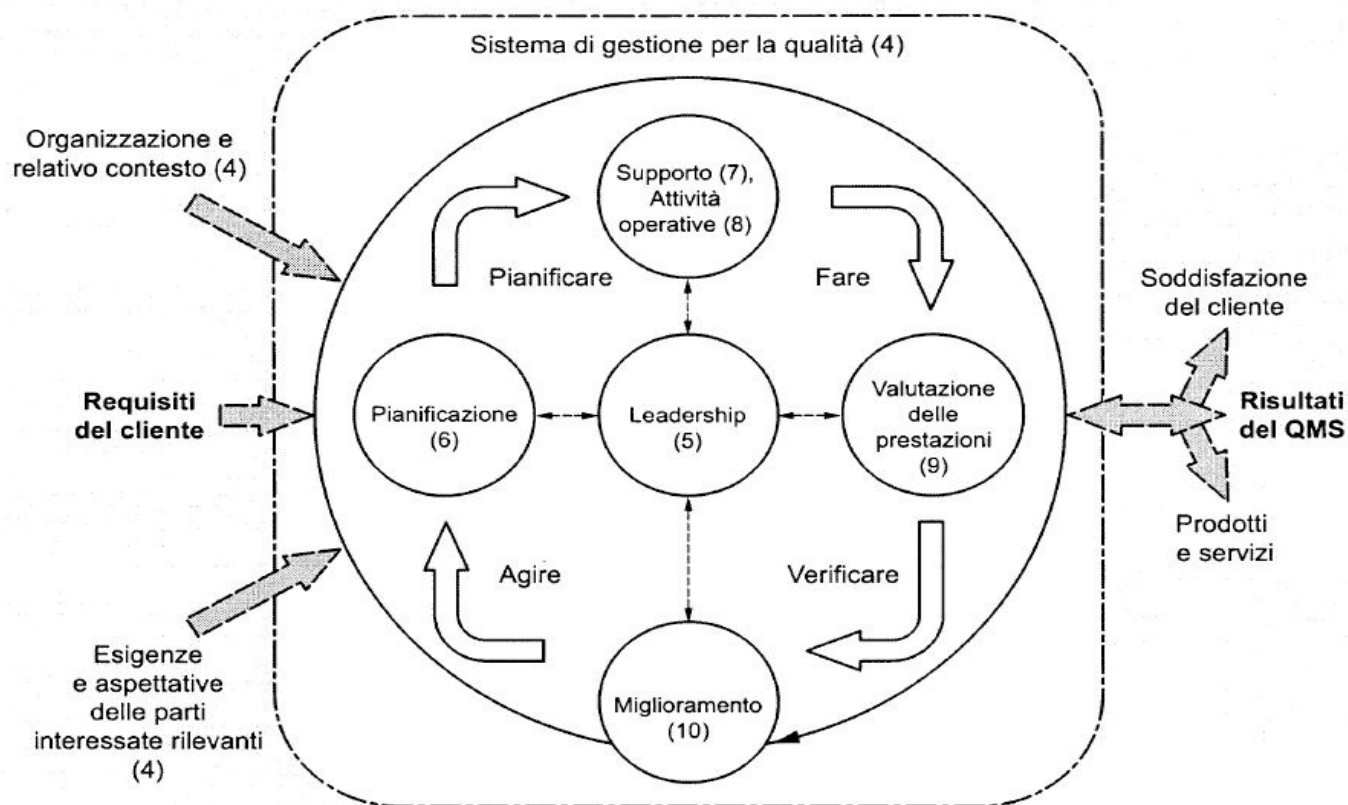 Sistema di gestione per la qualità (4)
Organizzazione e
relativo contesto (4)
Supporto (7),
Attività
operative (8)
Pianificare
Fare
Soddisfazione
del cliente
Requisiti
del cliente
Pianificazione
(6)
Leadership
(5)
Valutazione
delle
prestazioni
(9)
Risultati
del QMS
Agire
Verificare
Prodotti
e servizi
Esigenze
e aspettative
delle parti
interessate rilevanti
(4)
Miglioramento
(10)